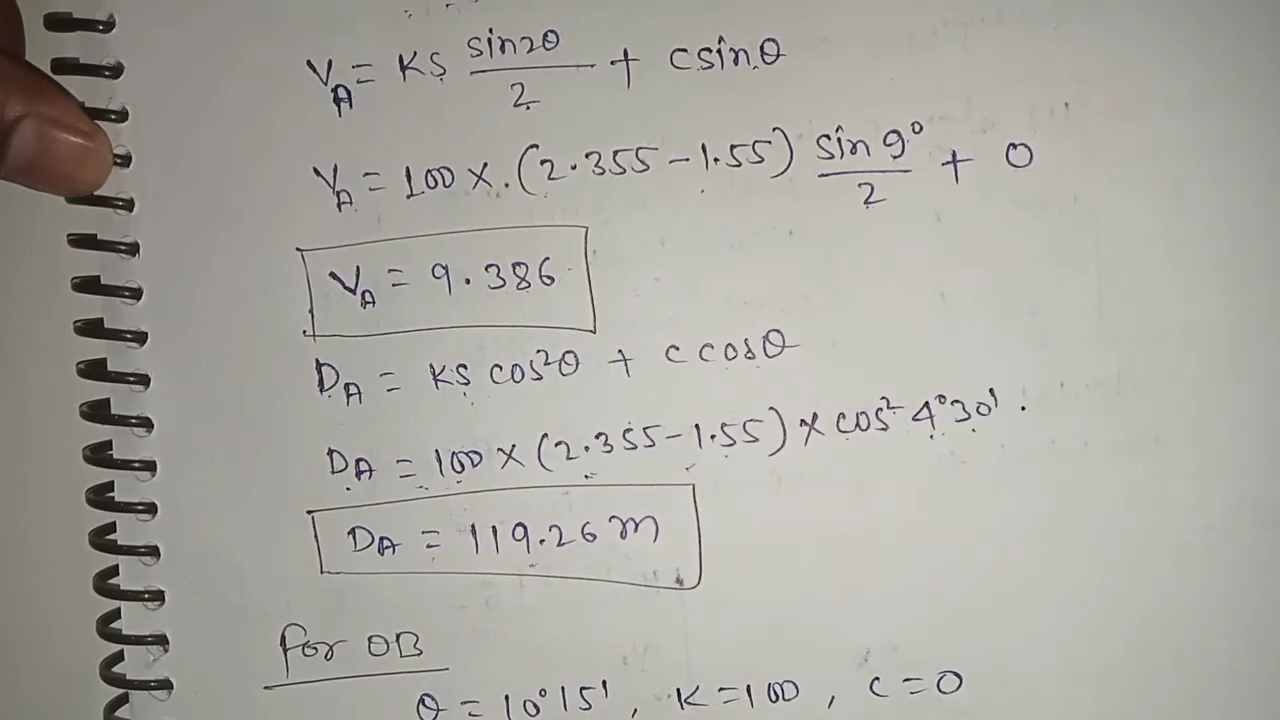 V_A = KS sin2θ/2 + c sinθ
V_A = 100 x. (2.355 - 1.55) sin 9°/2 + 0
V_A = 9.386
D_A = KS cos²θ + c cosθ
D_A = 100 x (2.355 - 1.55) x cos² 4°30'.
D_A = 119.26 m
for OB
θ = 10°15', K = 100, c = 0